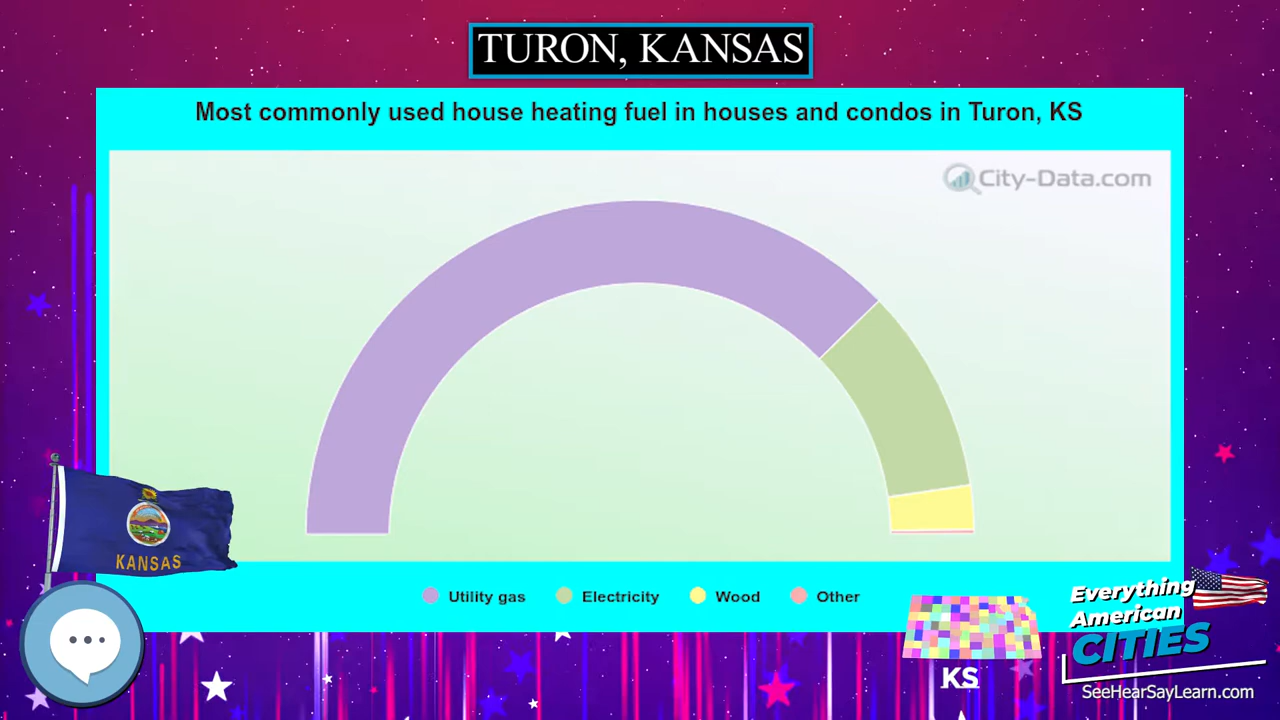 TURON, KANSAS
Most commonly used house heating fuel in houses and condos in Turon, KS
City-Data.com
KANSAS
Utility gas
Electricity
Wood
Other
KS
Everything
American
CITIES
SeeHearSayLearn.com